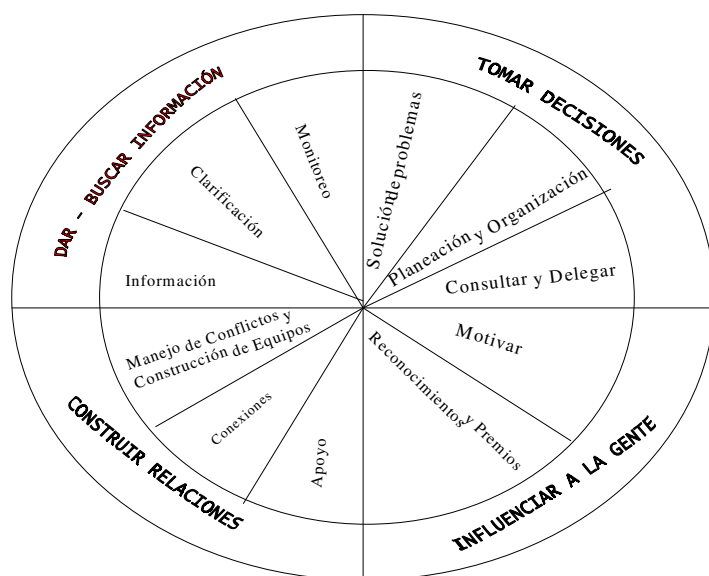 DAR - BUSCAR INFORMACIÓN
Monitoreo
Clarificación
Información
TOMAR DECISIONES
Solución de problemas
Planeación y Organización
Consultar y Delegar
CONSTRUIR RELACIONES
Manejo de Conflictos y
Construcción de Equipos
Conexiones
Apoyo
INFLUENCIAR A LA GENTE
Motivar
Reconocimientos y Premios